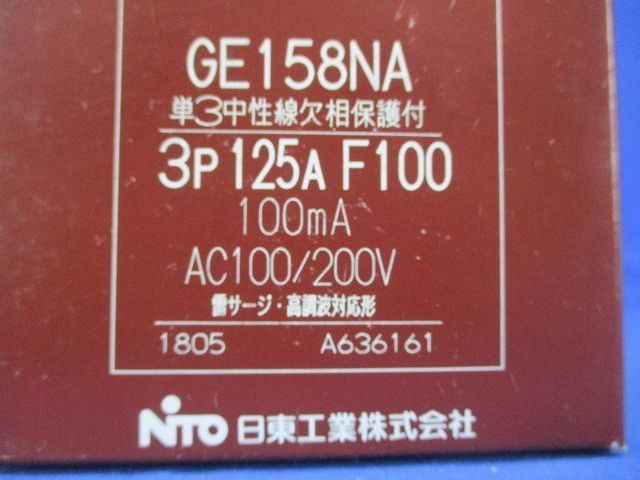 GE158NA
単3中性線欠相保護付
3P 125A F100
100mA
AC100/200V
雷サージ・高調波対応形
1805 A636161
NiTO 日東工業株式会社